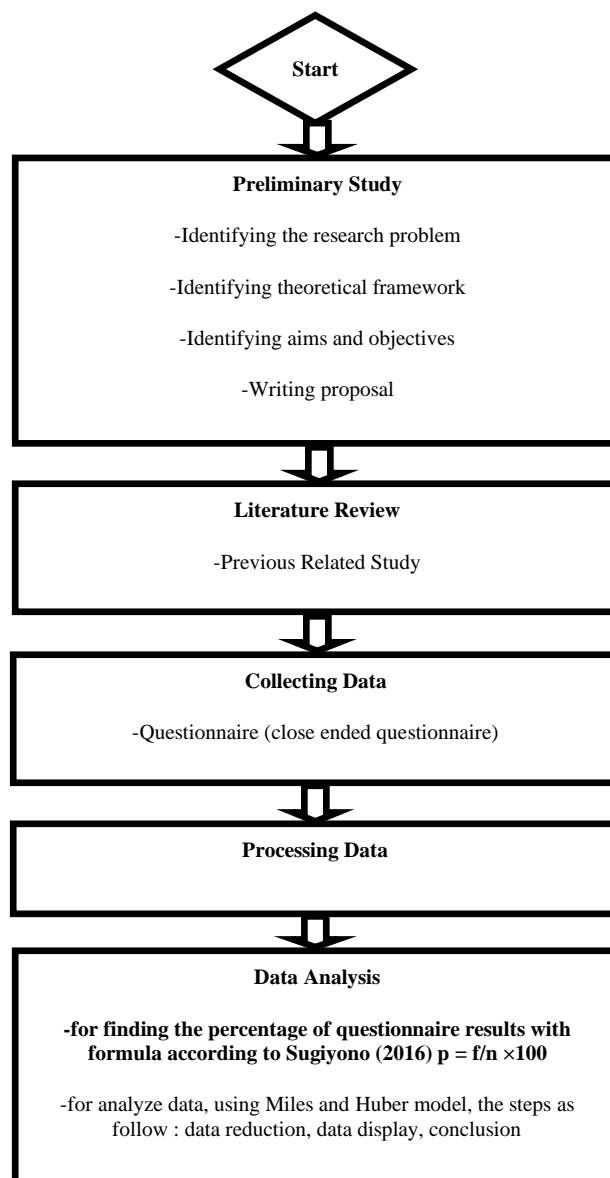 Start
Preliminary Study
-Identifying the research problem
-Identifying theoretical framework
-Identifying aims and objectives
-Writing proposal
Literature Review
-Previous Related Study
Collecting Data
-Questionnaire (close ended questionnaire)
Processing Data
Data Analysis
-for finding the percentage of questionnaire results with
formula according to Sugiyono (2016) p = f/n ×100
-for analyze data, using Miles and Huber model, the steps as
follow : data reduction, data display, conclusion